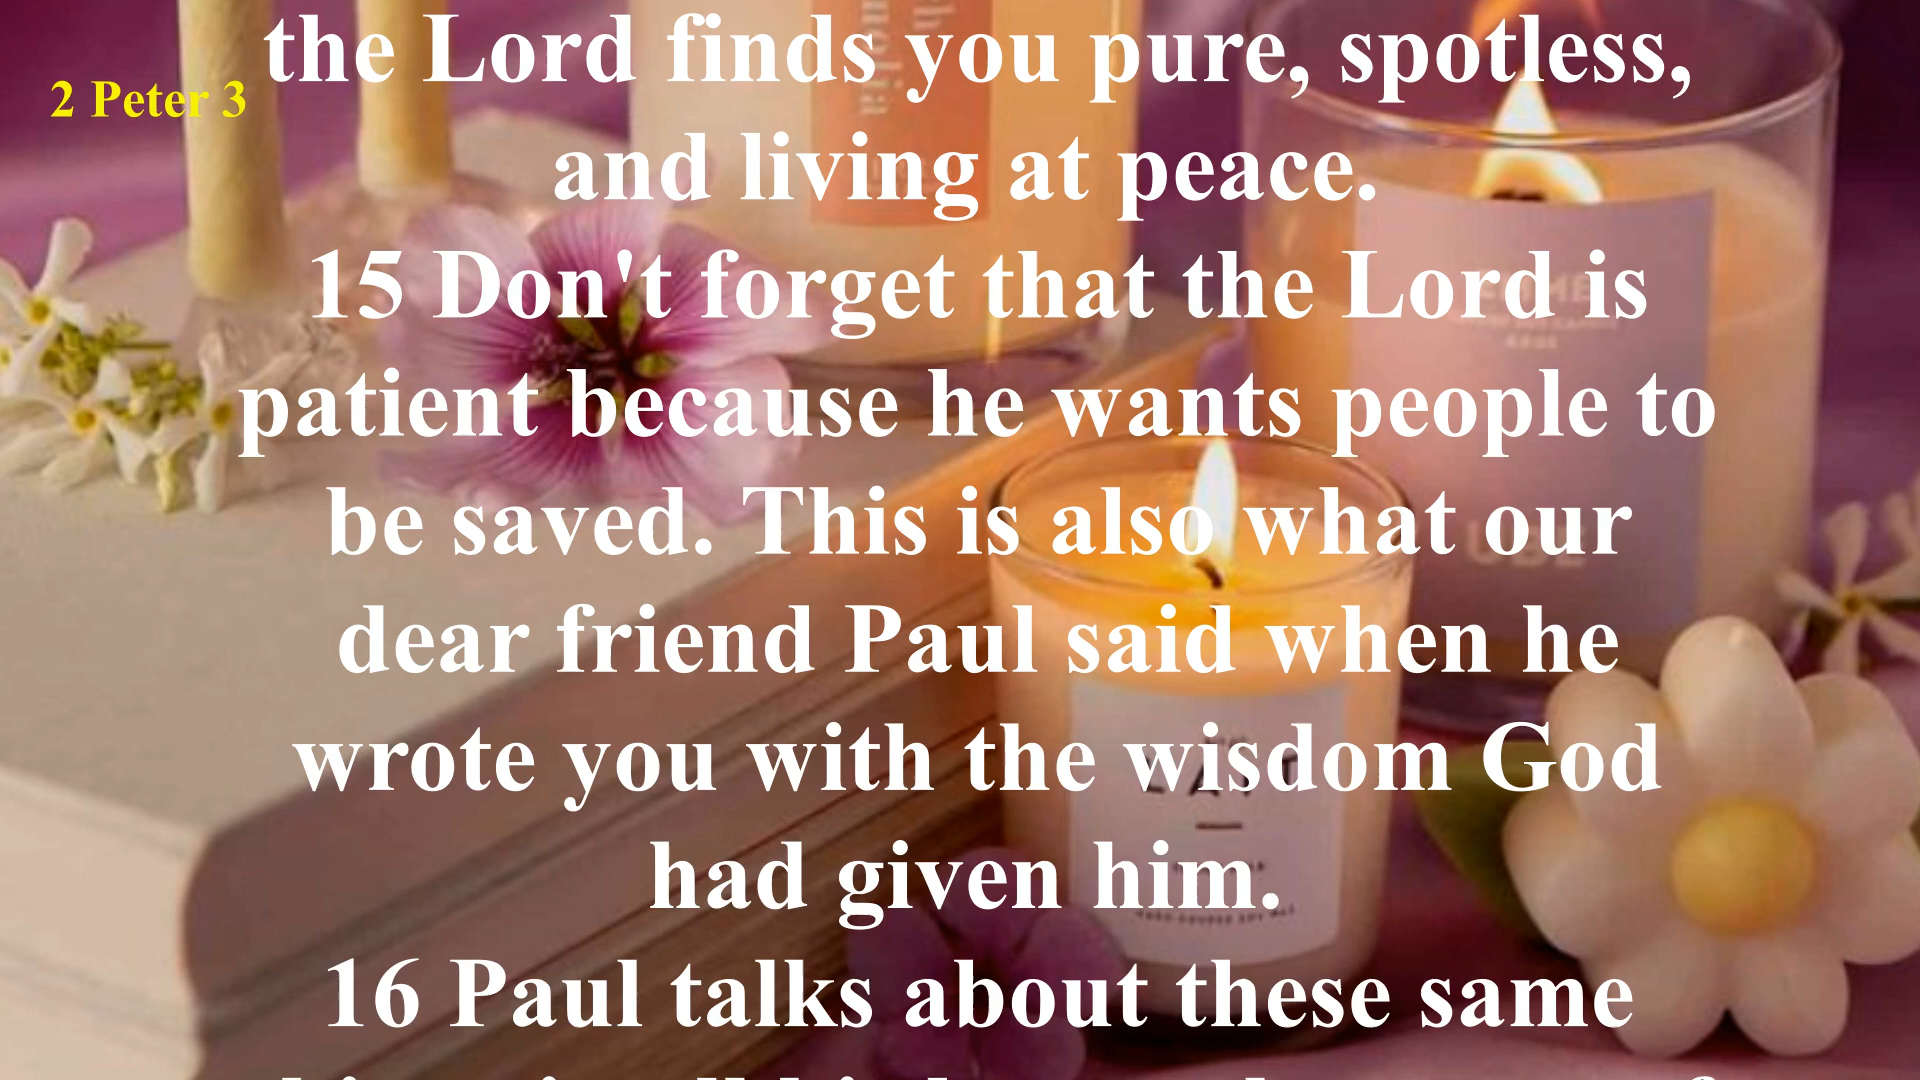 the Lord finds you pure, spotless,
2 Peter 3
and living at peace.
15 Don't forget that the Lord is
patient because he wants people to
be saved. This is also what our
dear friend Paul said when he
wrote you with the wisdom God
had given him.
16 Paul talks about these same